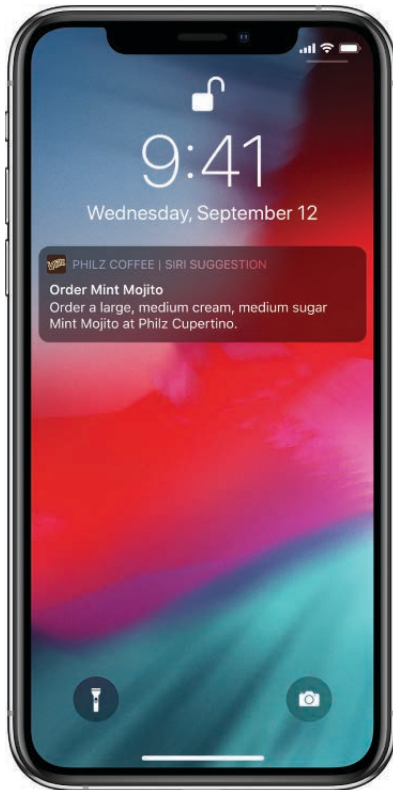 9:41
Wednesday, September 12
PHILZ COFFEE | SIRI SUGGESTION
Order Mint Mojito
Order a large, medium cream, medium sugar
Mint Mojito at Philz Cupertino.